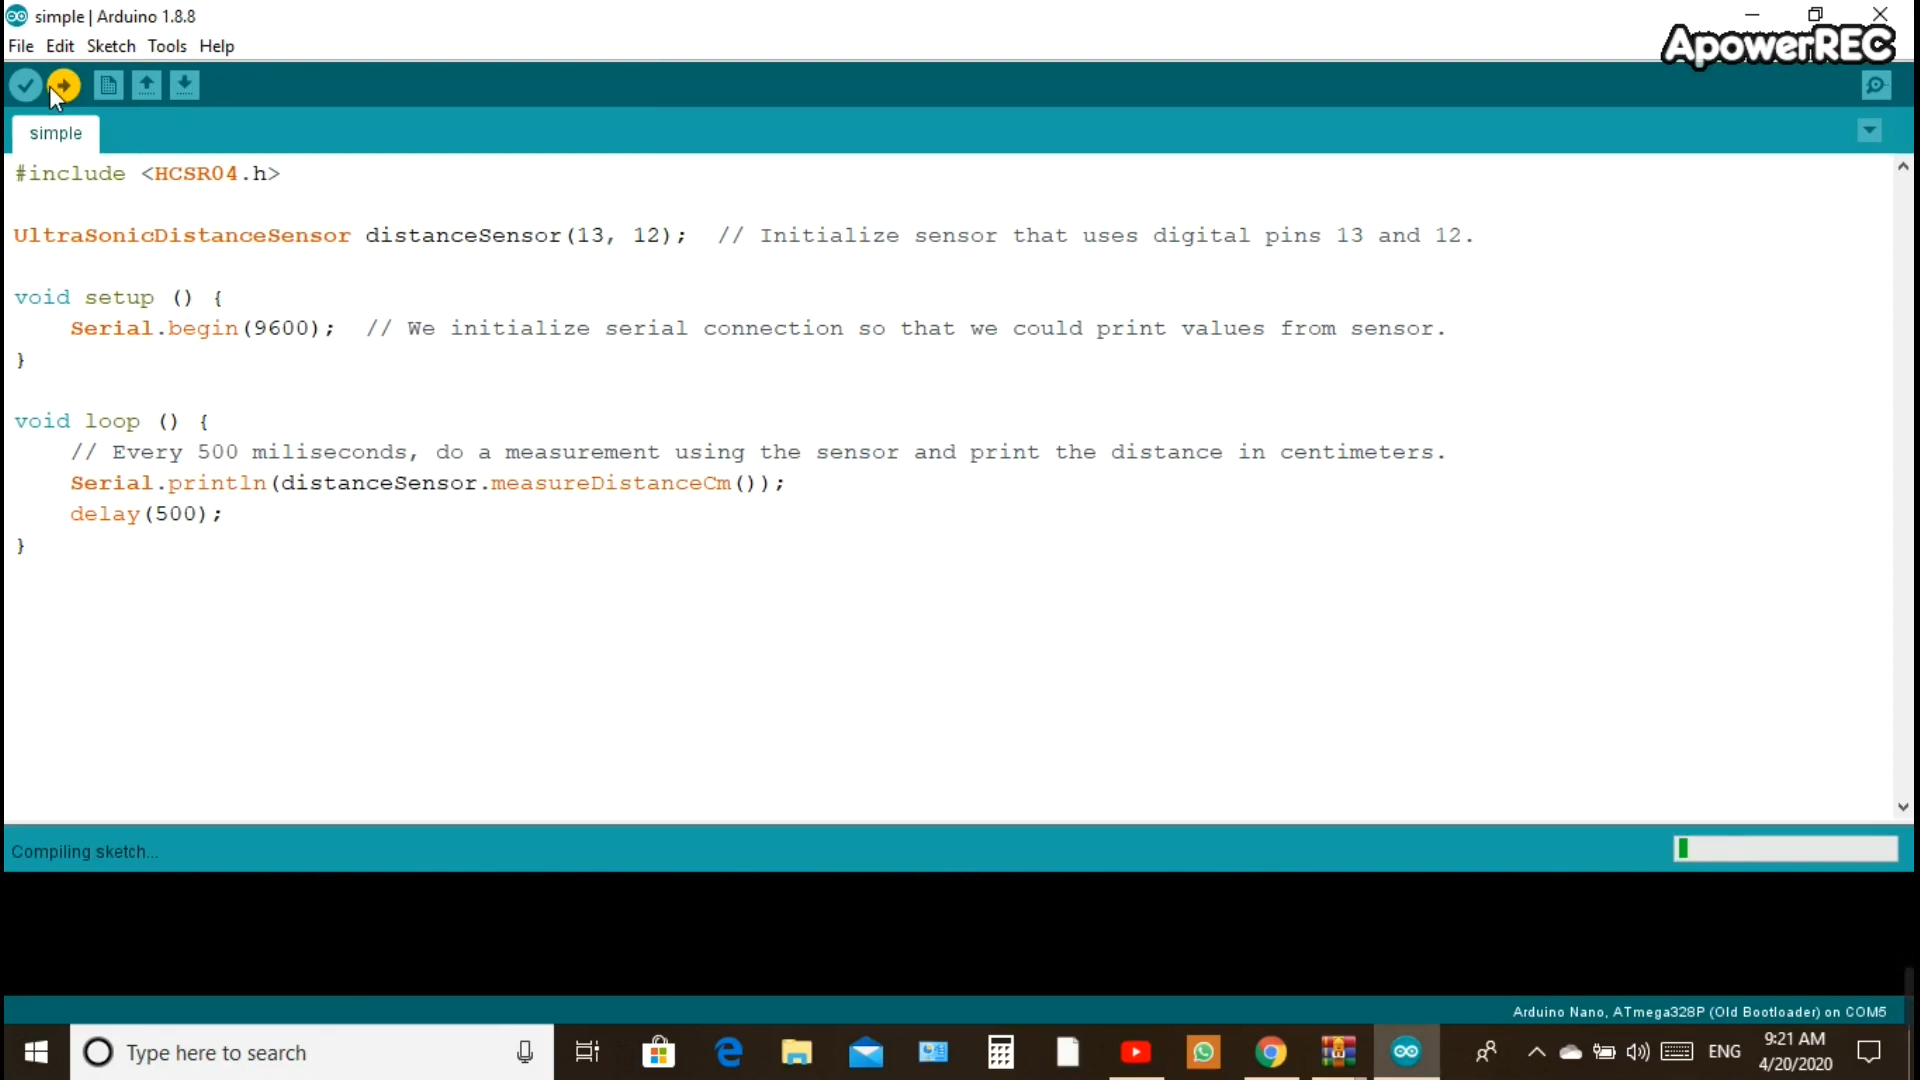 simple | Arduino 1.8.8
ApowerREC
File Edit Sketch Tools Help
simple
#include <HCSR04.h>
UltraSonicDistanceSensor distanceSensor(13, 12);  // Initialize sensor that uses digital pins 13 and 12.
void setup () {
    Serial.begin(9600);  // We initialize serial connection so that we could print values from sensor.
}
void loop () {
    // Every 500 miliseconds, do a measurement using the sensor and print the distance in centimeters.
    Serial.println(distanceSensor.measureDistanceCm());
    delay(500);
}
Compiling sketch...
Arduino Nano, ATmega328P (Old Bootloader) on COM5
Type here to search
ENG
9:21 AM
4/20/2020